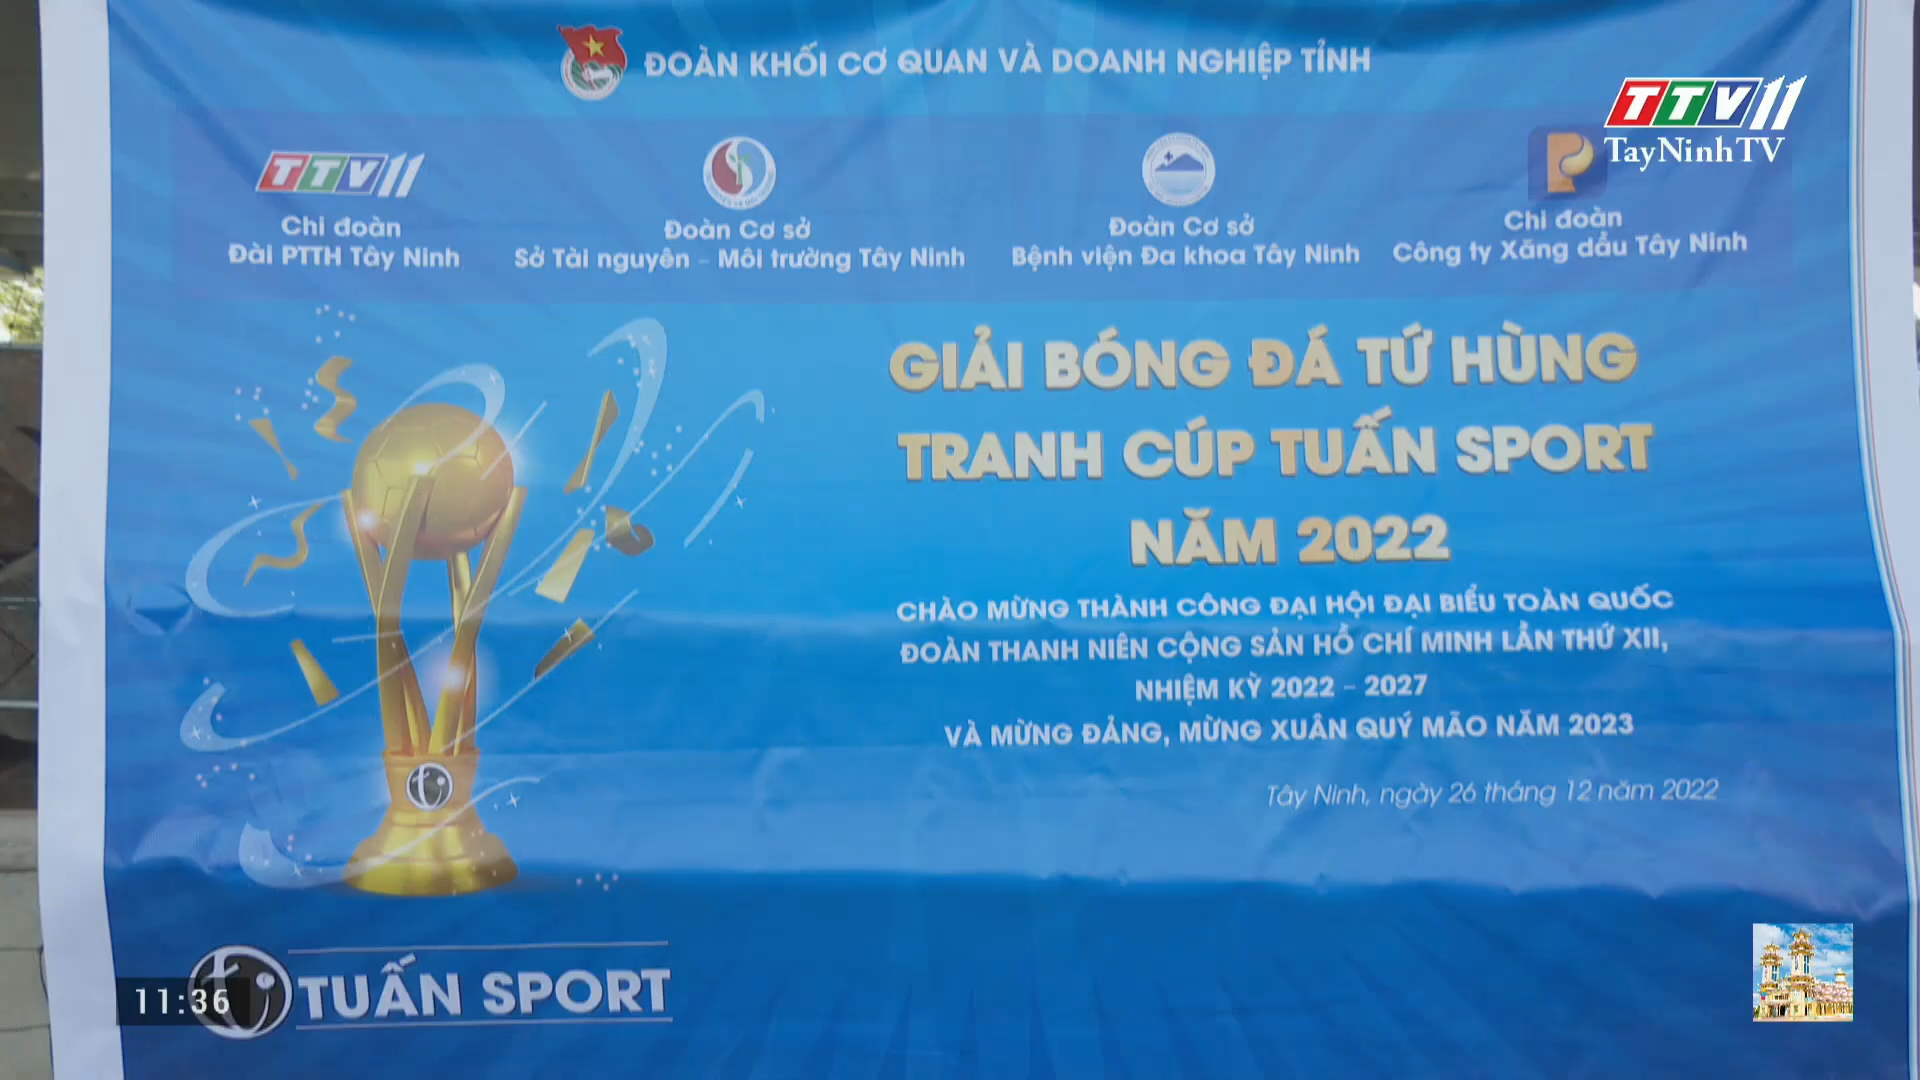 ĐOÀN KHỐI CƠ QUAN VÀ DOANH NGHIỆP TỈNH
TTV11
TayNinhTV
TTV11
Chi đoàn
Đài PTTH Tây Ninh
Đoàn Cơ sở
Sở Tài nguyên - Môi trường Tây Ninh
Đoàn Cơ sở
Bệnh viện Đa khoa Tây Ninh
Chi đoàn
Công ty Xăng dầu Tây Ninh
GIẢI BÓNG ĐÁ TỨ HÙNG
TRANH CÚP TUẤN SPORT
NĂM 2022
CHÀO MỪNG THÀNH CÔNG ĐẠI HỘI ĐẠI BIỂU TOÀN QUỐC
ĐOÀN THANH NIÊN CỘNG SẢN HỒ CHÍ MINH LẦN THỨ XII,
NHIỆM KỲ 2022 - 2027
VÀ MỪNG ĐẢNG, MỪNG XUÂN QUÝ MÃO NĂM 2023
Tây Ninh, ngày 26 tháng 12 năm 2022
TUẤN SPORT
11:36